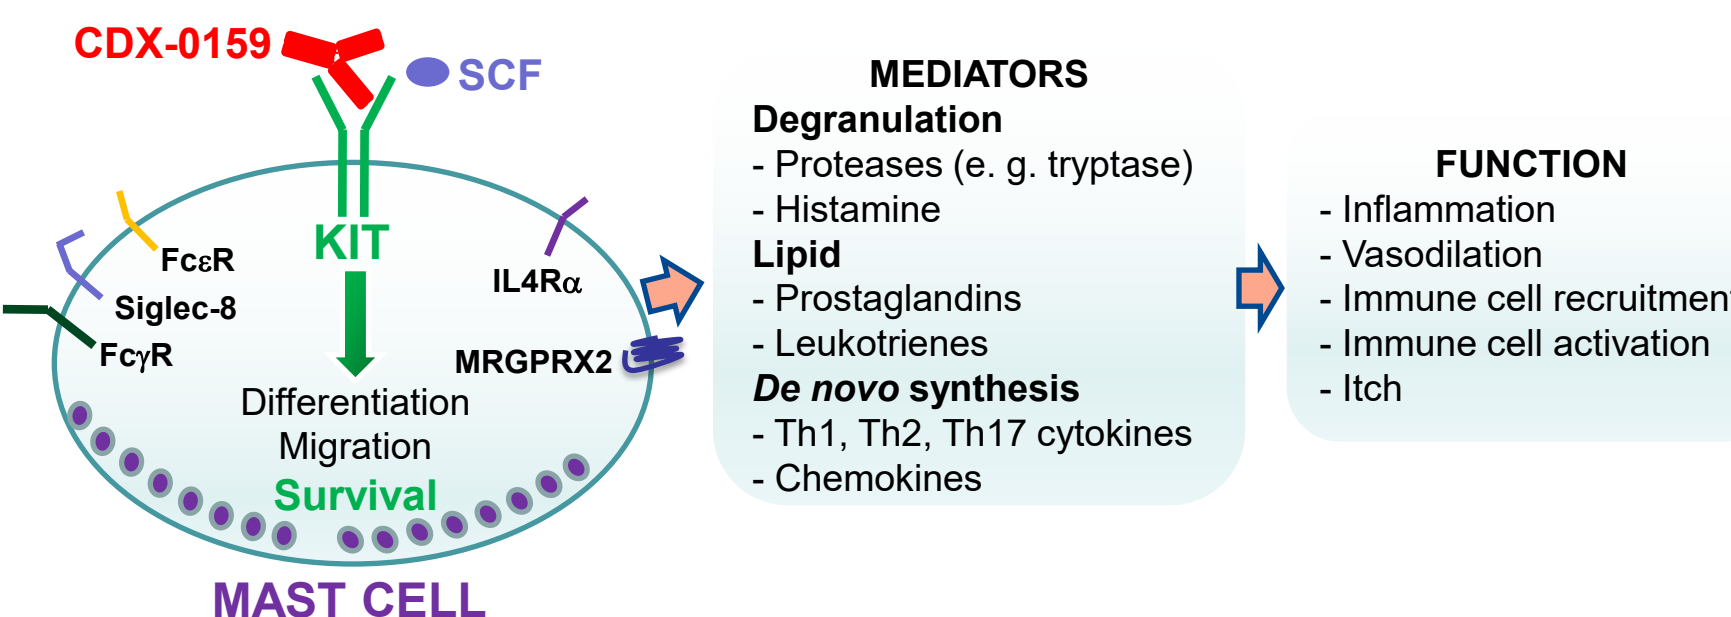 CDX-0159
SCF
KIT
FcεR
Siglec-8
FcγR
IL4Rα
MRGPRX2
Differentiation
Migration
Survival
MAST CELL
MEDIATORS
Degranulation
- Proteases (e. g. tryptase)
- Histamine
Lipid
- Prostaglandins
- Leukotrienes
De novo synthesis
- Th1, Th2, Th17 cytokines
- Chemokines
FUNCTION
- Inflammation
- Vasodilation
- Immune cell recruitment
- Immune cell activation
- Itch